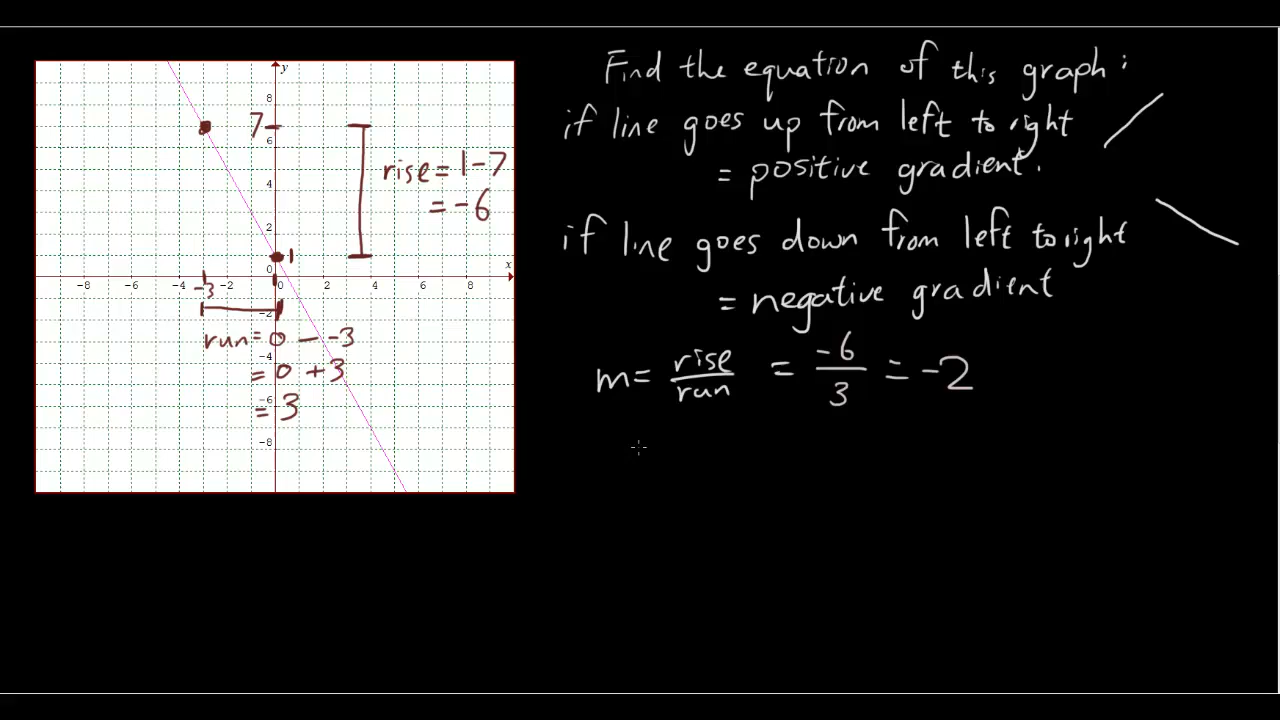 Find the equation of this graph:
if line goes up from left to right
= positive gradient.
if line goes down from left to right
= negative gradient
m = rise/run = -6/3 = -2
y
8
7
6
rise = 1 - 7
4
= -6
2
1
0
x
-8 -6 -4 -2 0 2 4 6 8
-3
-2
run = 0 - -3
-4
= 0 + 3
-6
= 3
-8